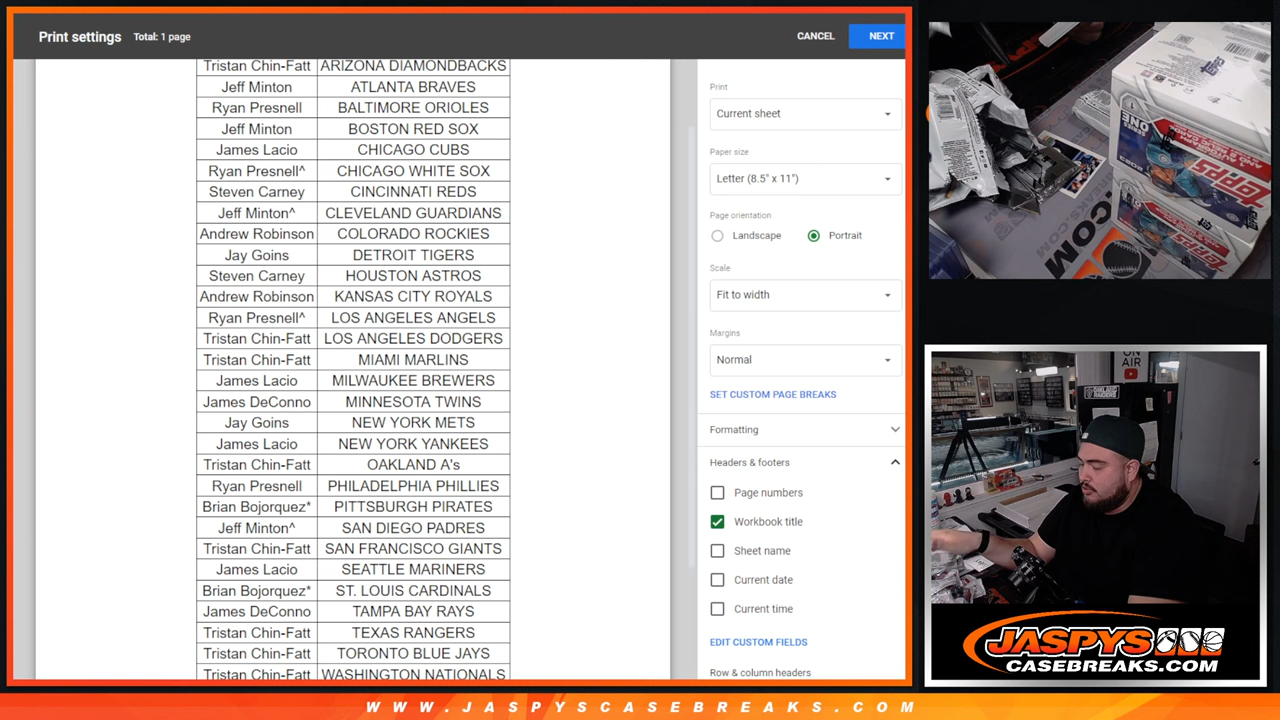 Print settings Total: 1 page CANCEL NEXT
Tristan Chin-Fatt ARIZONA DIAMONDBACKS
Jeff Minton ATLANTA BRAVES
Ryan Presnell BALTIMORE ORIOLES
Jeff Minton BOSTON RED SOX
James Lacio CHICAGO CUBS
Ryan Presnell^ CHICAGO WHITE SOX
Steven Carney CINCINNATI REDS
Jeff Minton^ CLEVELAND GUARDIANS
Andrew Robinson COLORADO ROCKIES
Jay Goins DETROIT TIGERS
Steven Carney HOUSTON ASTROS
Andrew Robinson KANSAS CITY ROYALS
Ryan Presnell^ LOS ANGELES ANGELS
Tristan Chin-Fatt LOS ANGELES DODGERS
Tristan Chin-Fatt MIAMI MARLINS
James Lacio MILWAUKEE BREWERS
James DeConno MINNESOTA TWINS
Jay Goins NEW YORK METS
James Lacio NEW YORK YANKEES
Tristan Chin-Fatt OAKLAND A's
Ryan Presnell PHILADELPHIA PHILLIES
Brian Bojorquez* PITTSBURGH PIRATES
Jeff Minton^ SAN DIEGO PADRES
Tristan Chin-Fatt SAN FRANCISCO GIANTS
James Lacio SEATTLE MARINERS
Brian Bojorquez* ST. LOUIS CARDINALS
James DeConno TAMPA BAY RAYS
Tristan Chin-Fatt TEXAS RANGERS
Tristan Chin-Fatt TORONTO BLUE JAYS
Tristan Chin-Fatt WASHINGTON NATIONALS
Print
Current sheet
Paper size
Letter (8.5" x 11")
Page orientation
Landscape Portrait
Scale
Fit to width
Margins
Normal
SET CUSTOM PAGE BREAKS
Formatting
Headers & footers
Page numbers
Workbook title
Sheet name
Current date
Current time
EDIT CUSTOM FIELDS
Row & column headers
SERIES ONE
TOPPS
TOPPS
.COM
ON AIR
JASPYS
CASEBREAKS.COM
WWW.JASPYSCASEBREAKS.COM